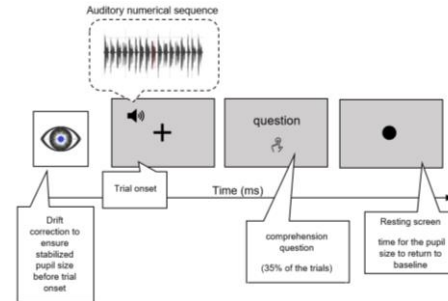 Auditory numerical sequence
question
Trial onset
Time (ms)
Drift
correction to
ensure
stabilized
pupil size
before trial
onset
comprehension
question
(35% of the trials)
Resting screen
time for the pupil
size to return to
baseline